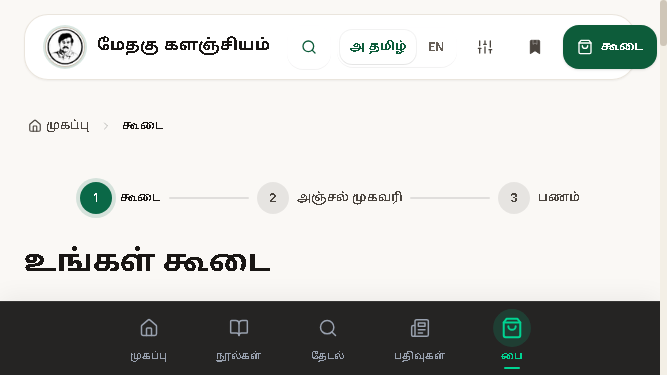 மேதகு களஞ்சியம்
அ தமிழ் EN
கூடை
முகப்பு > கூடை
1 கூடை 2 அஞ்சல் முகவரி 3 பணம்
உங்கள் கூடை
முகப்பு நூல்கள் தேடல் பதிவுகள் பை